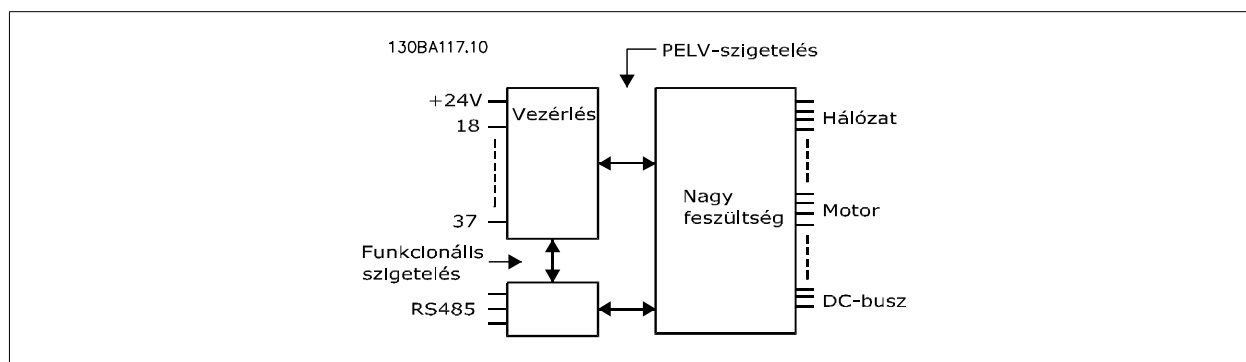 130BA117.10
PELV-szigetelés
+24V
18
37
Vezérlés
Nagy
feszültség
Hálózat
Motor
DC-busz
Funkcionális
szigetelés
RS485